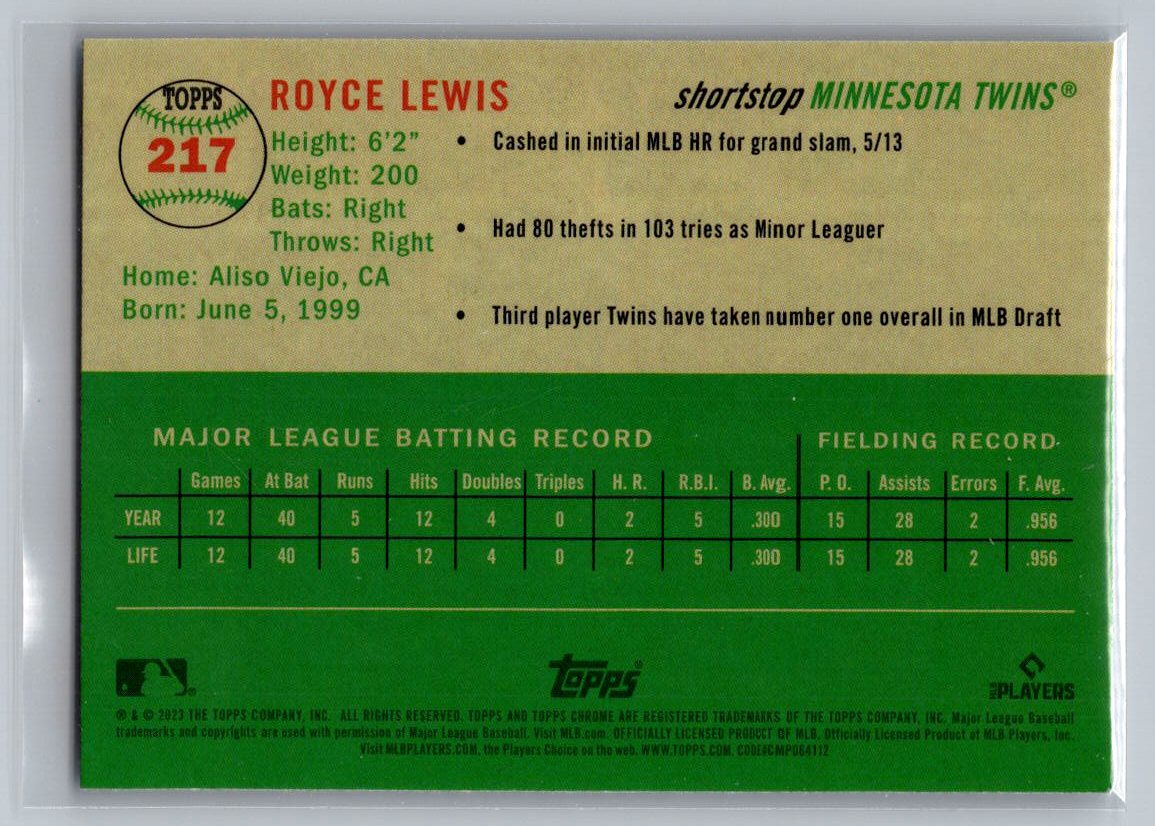 TOPPS
217
ROYCE LEWIS
shortstop MINNESOTA TWINS®
Height: 6'2"
Weight: 200
Bats: Right
Throws: Right
Home: Aliso Viejo, CA
Born: June 5, 1999
• Cashed in initial MLB HR for grand slam, 5/13
• Had 80 thefts in 103 tries as Minor Leaguer
• Third player Twins have taken number one overall in MLB Draft
MAJOR LEAGUE BATTING RECORD FIELDING RECORD
Games At Bat Runs Hits Doubles Triples H. R. R.B.I. B. Avg. P. O. Assists Errors F. Avg.
YEAR 12 40 5 12 4 0 2 5 .300 15 28 2 .956
LIFE 12 40 5 12 4 0 2 5 .300 15 28 2 .956
Topps®
PLAYERS
® & © 2023 THE TOPPS COMPANY, INC. ALL RIGHTS RESERVED. TOPPS AND TOPPS CHROME ARE REGISTERED TRADEMARKS OF THE TOPPS COMPANY, INC. Major League Baseball
trademarks and copyrights are used with permission of Major League Baseball. Visit MLB.com. OFFICIALLY LICENSED PRODUCT OF MLB. Officially Licensed Product of MLB Players, Inc.
Visit MLBPLAYERS.COM, the Players Choice on the web. WWW.TOPPS.COM. CODE#CMP064112